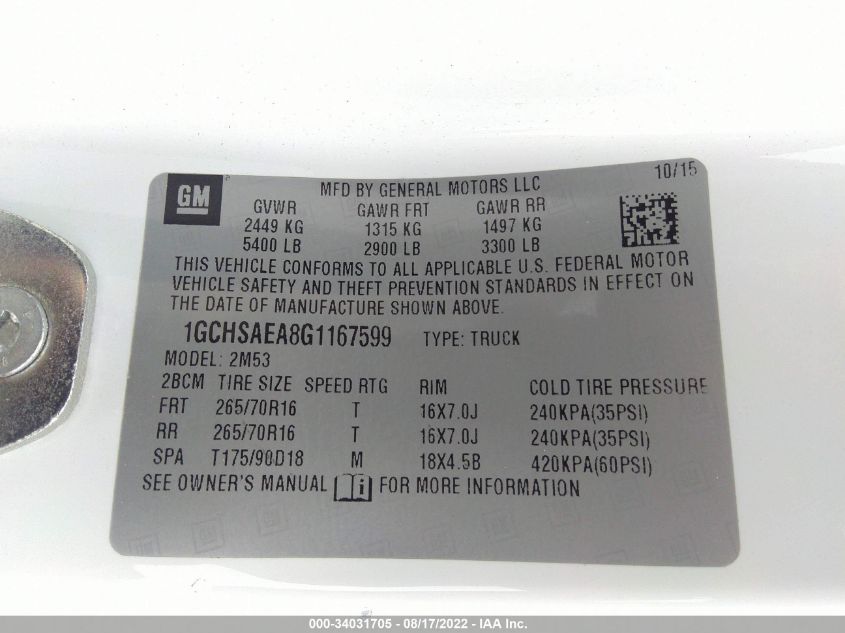 GM
MFD BY GENERAL MOTORS LLC
10/15
GVWR GAWR FRT GAWR RR
2449 KG 1315 KG 1497 KG
5400 LB 2900 LB 3300 LB
THIS VEHICLE CONFORMS TO ALL APPLICABLE U.S. FEDERAL MOTOR
VEHICLE SAFETY AND THEFT PREVENTION STANDARDS IN EFFECT ON
THE DATE OF MANUFACTURE SHOWN ABOVE.
1GCHSAEA8G1167599 TYPE: TRUCK
MODEL: 2M53
2BCM TIRE SIZE SPEED RTG RIM COLD TIRE PRESSURE
FRT 265/70R16 T 16X7.0J 240KPA(35PSI)
RR 265/70R16 T 16X7.0J 240KPA(35PSI)
SPA T175/90D18 M 18X4.5B 420KPA(60PSI)
SEE OWNER'S MANUAL i FOR MORE INFORMATION
000-34031705 - 08/17/2022 - IAA Inc.